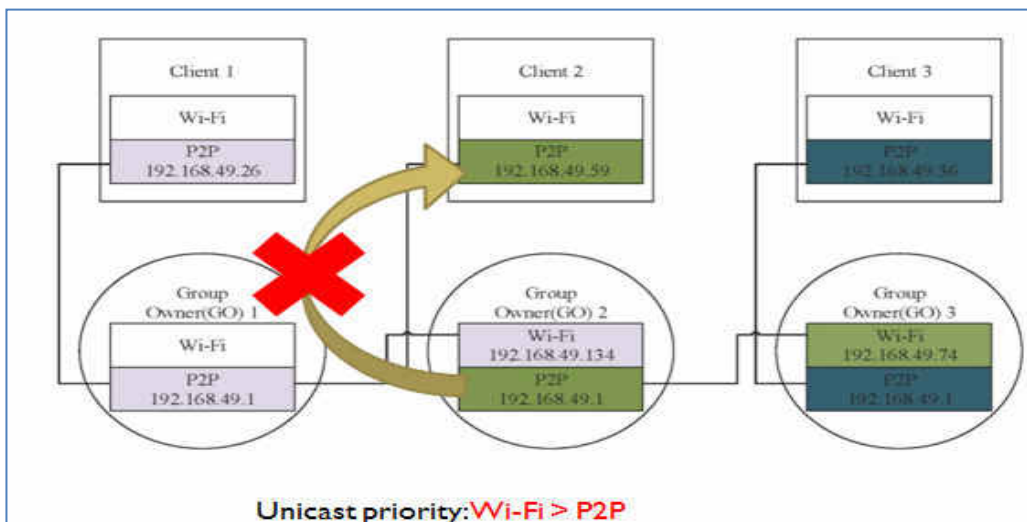 Client 1
Wi-Fi
P2P
192.168.49.26
Client 2
Wi-Fi
P2P
192.168.49.59
Client 3
Wi-Fi
P2P
192.168.49.36
Group
Owner(GO) 1
Wi-Fi
P2P
192.168.49.1
Group
Owner(GO) 2
Wi-Fi
192.168.49.134
P2P
192.168.49.1
Group
Owner(GO) 3
Wi-Fi
192.168.49.74
P2P
192.168.49.1
Unicast priority:Wi-Fi > P2P